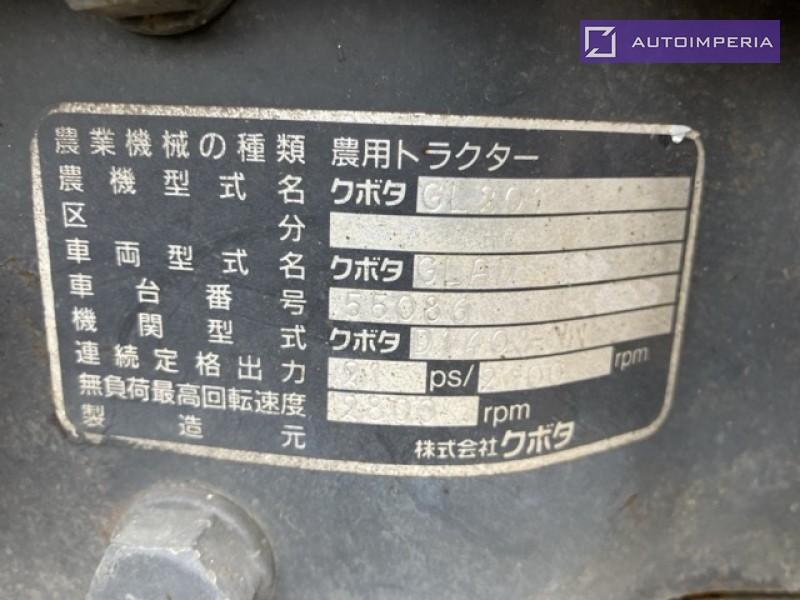 AUTOIMPERIA
農業機械の種類 農用トラクター
農機型式名 クボタ GL201
区分
車両型式名 クボタ
車台番号 55086
機関型式 クボタ
連続定格出力 21 ps/ rpm
無負荷最高回転速度 2800 rpm
製造元 株式会社クボタ